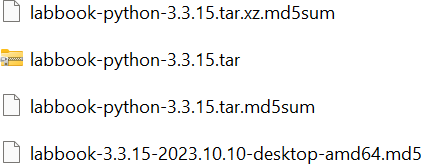 labbook-python-3.3.15.tar.xz.md5sum
labbook-python-3.3.15.tar
labbook-python-3.3.15.tar.md5sum
labbook-3.3.15-2023.10.10-desktop-amd64.md5